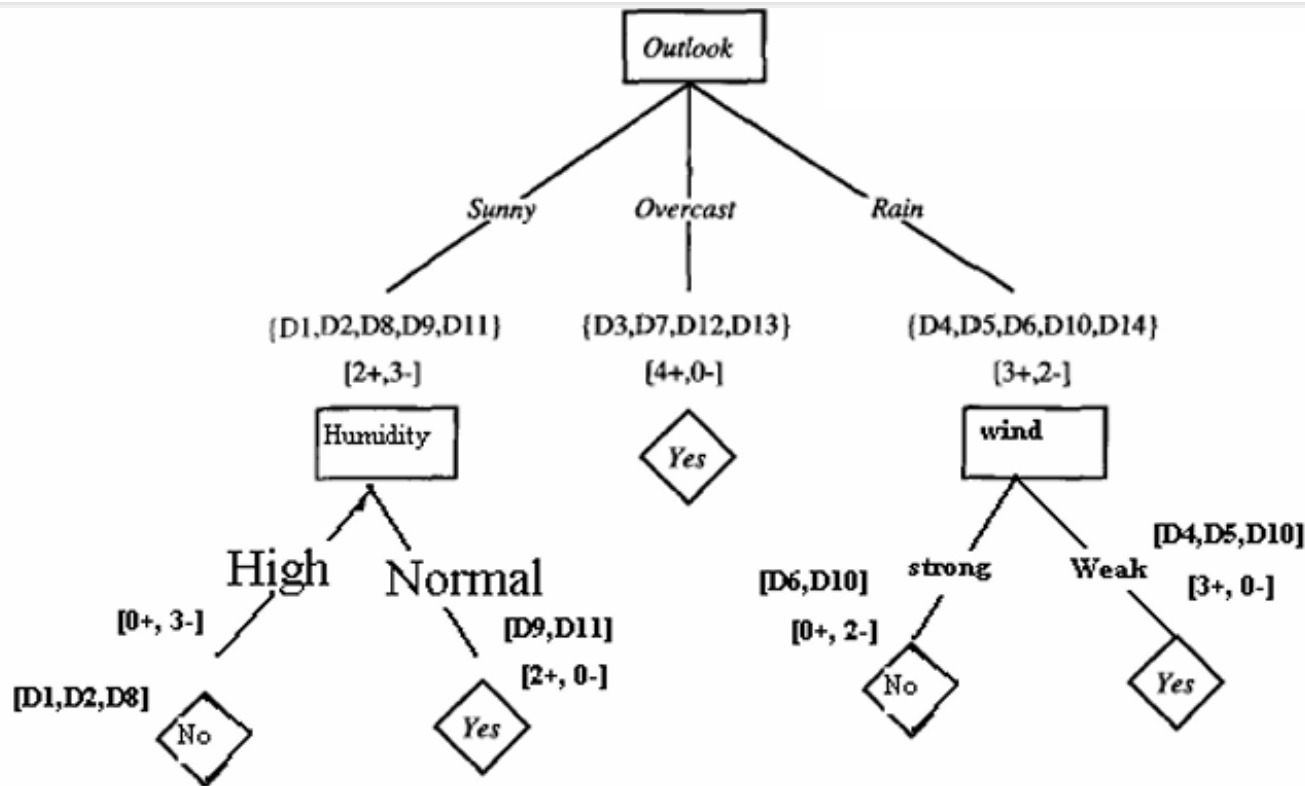 Outlook
Sunny
Overcast
Rain
{D1,D2,D8,D9,D11}
{D3,D7,D12,D13}
{D4,D5,D6,D10,D14}
[2+,3-]
[4+,0-]
[3+,2-]
Humidity
Yes
wind
High
Normal
strong
Weak
[D4,D5,D10]
[3+, 0-]
[D6,D10]
[0+, 2-]
[0+, 3-]
[D9,D11]
[2+, 0-]
[D1,D2,D8]
No
Yes
No
Yes